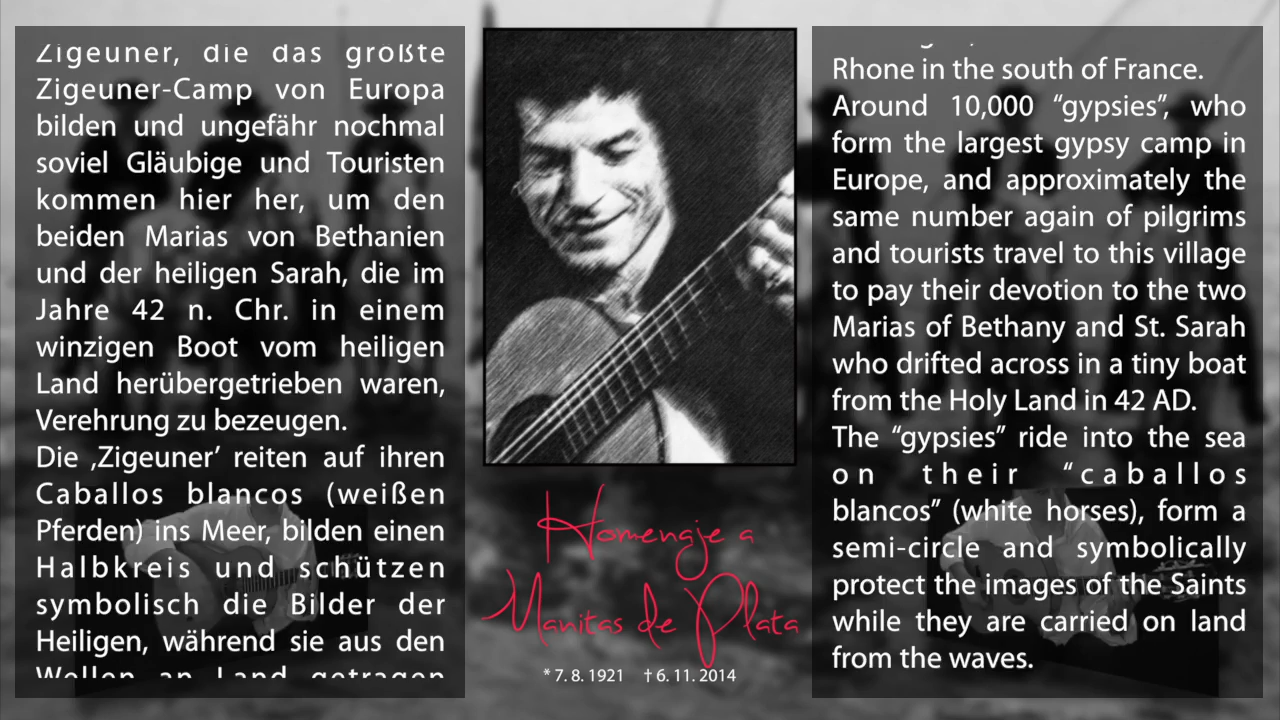 Zigeuner, die das größte
Zigeuner-Camp von Europa
bilden und ungefähr nochmal
soviel Gläubige und Touristen
kommen hier her, um den
beiden Marias von Bethanien
und der heiligen Sarah, die im
Jahre 42 n. Chr. in einem
winzigen Boot vom heiligen
Land herübergetrieben waren,
Verehrung zu bezeugen.
Die ‚Zigeuner’ reiten auf ihren
Caballos blancos (weißen
Pferden) ins Meer, bilden einen
Halbkreis und schützen
symbolisch die Bilder der
Heiligen, während sie aus den
Wellen an Land getragen
Homengje a
Manitas de Plata
* 7. 8. 1921 † 6. 11. 2014
Rhone in the south of France.
Around 10,000 “gypsies”, who
form the largest gypsy camp in
Europe, and approximately the
same number again of pilgrims
and tourists travel to this village
to pay their devotion to the two
Marias of Bethany and St. Sarah
who drifted across in a tiny boat
from the Holy Land in 42 AD.
The “gypsies” ride into the sea
on their “caballos
blancos” (white horses), form a
semi-circle and symbolically
protect the images of the Saints
while they are carried on land
from the waves.